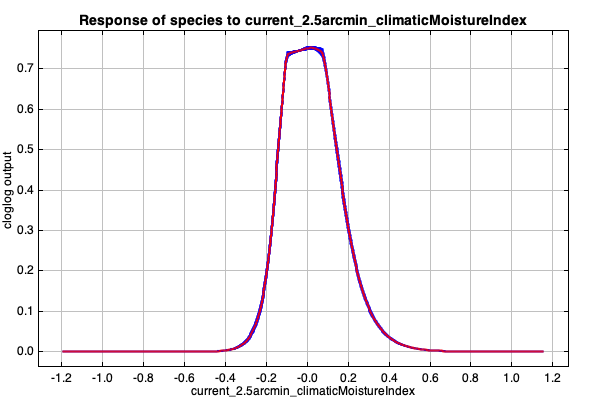 Response of species to current_2.5arcmin_climaticMoistureIndex
cloglog output
0.7
0.6
0.5
0.4
0.3
0.2
0.1
0.0
-1.2 -1.0 -0.8 -0.6 -0.4 -0.2 -0.0 0.2 0.4 0.6 0.8 1.0 1.2
current_2.5arcmin_climaticMoistureIndex